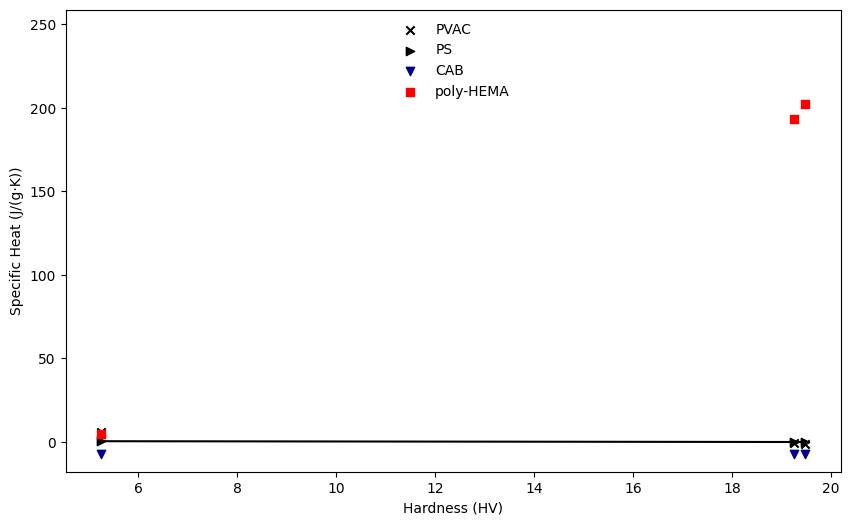 250
200
150
100
50
0
Specific Heat (J/(g·K))
PVAC
PS
CAB
poly-HEMA
6 8 10 12 14 16 18 20
Hardness (HV)